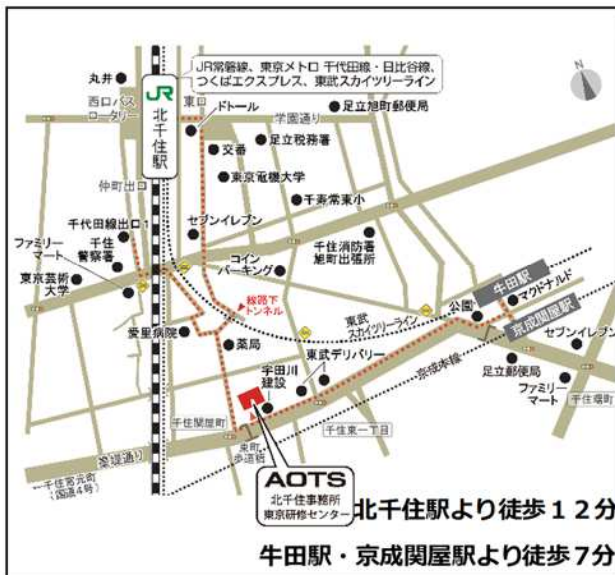 JR常磐線、東京メトロ 千代田線・日比谷線、
つくばエクスプレス、東武スカイツリーライン
丸井
JR
北千住駅
西口バス
ロータリー
東口
ドトール
足立旭町郵便局
学園通り
交番
足立税務署
東京電機大学
仲町出口
千寿常東小
千代田線出口1
セブンイレブン
千住
警察署
ファミリー
マート
東京芸術
大学
コイン
パーキング
千住消防署
旭町出張所
線路下
トンネル
東武
スカイツリーライン
公園
牛田駅
マクドナルド
京成関屋駅
セブンイレブン
愛里病院
薬局
東武デリバリー
宇田川
建設
京成本線
足立郵便局
ファミリー
マート
千住曙町
千住関屋町
千住東一丁目
墨堤通り
東町
歩道橋
千住宮元町
(国道4号)
AOTS
北千住事務所
東京研修センター
北千住駅より徒歩12分
牛田駅・京成関屋駅より徒歩7分
N